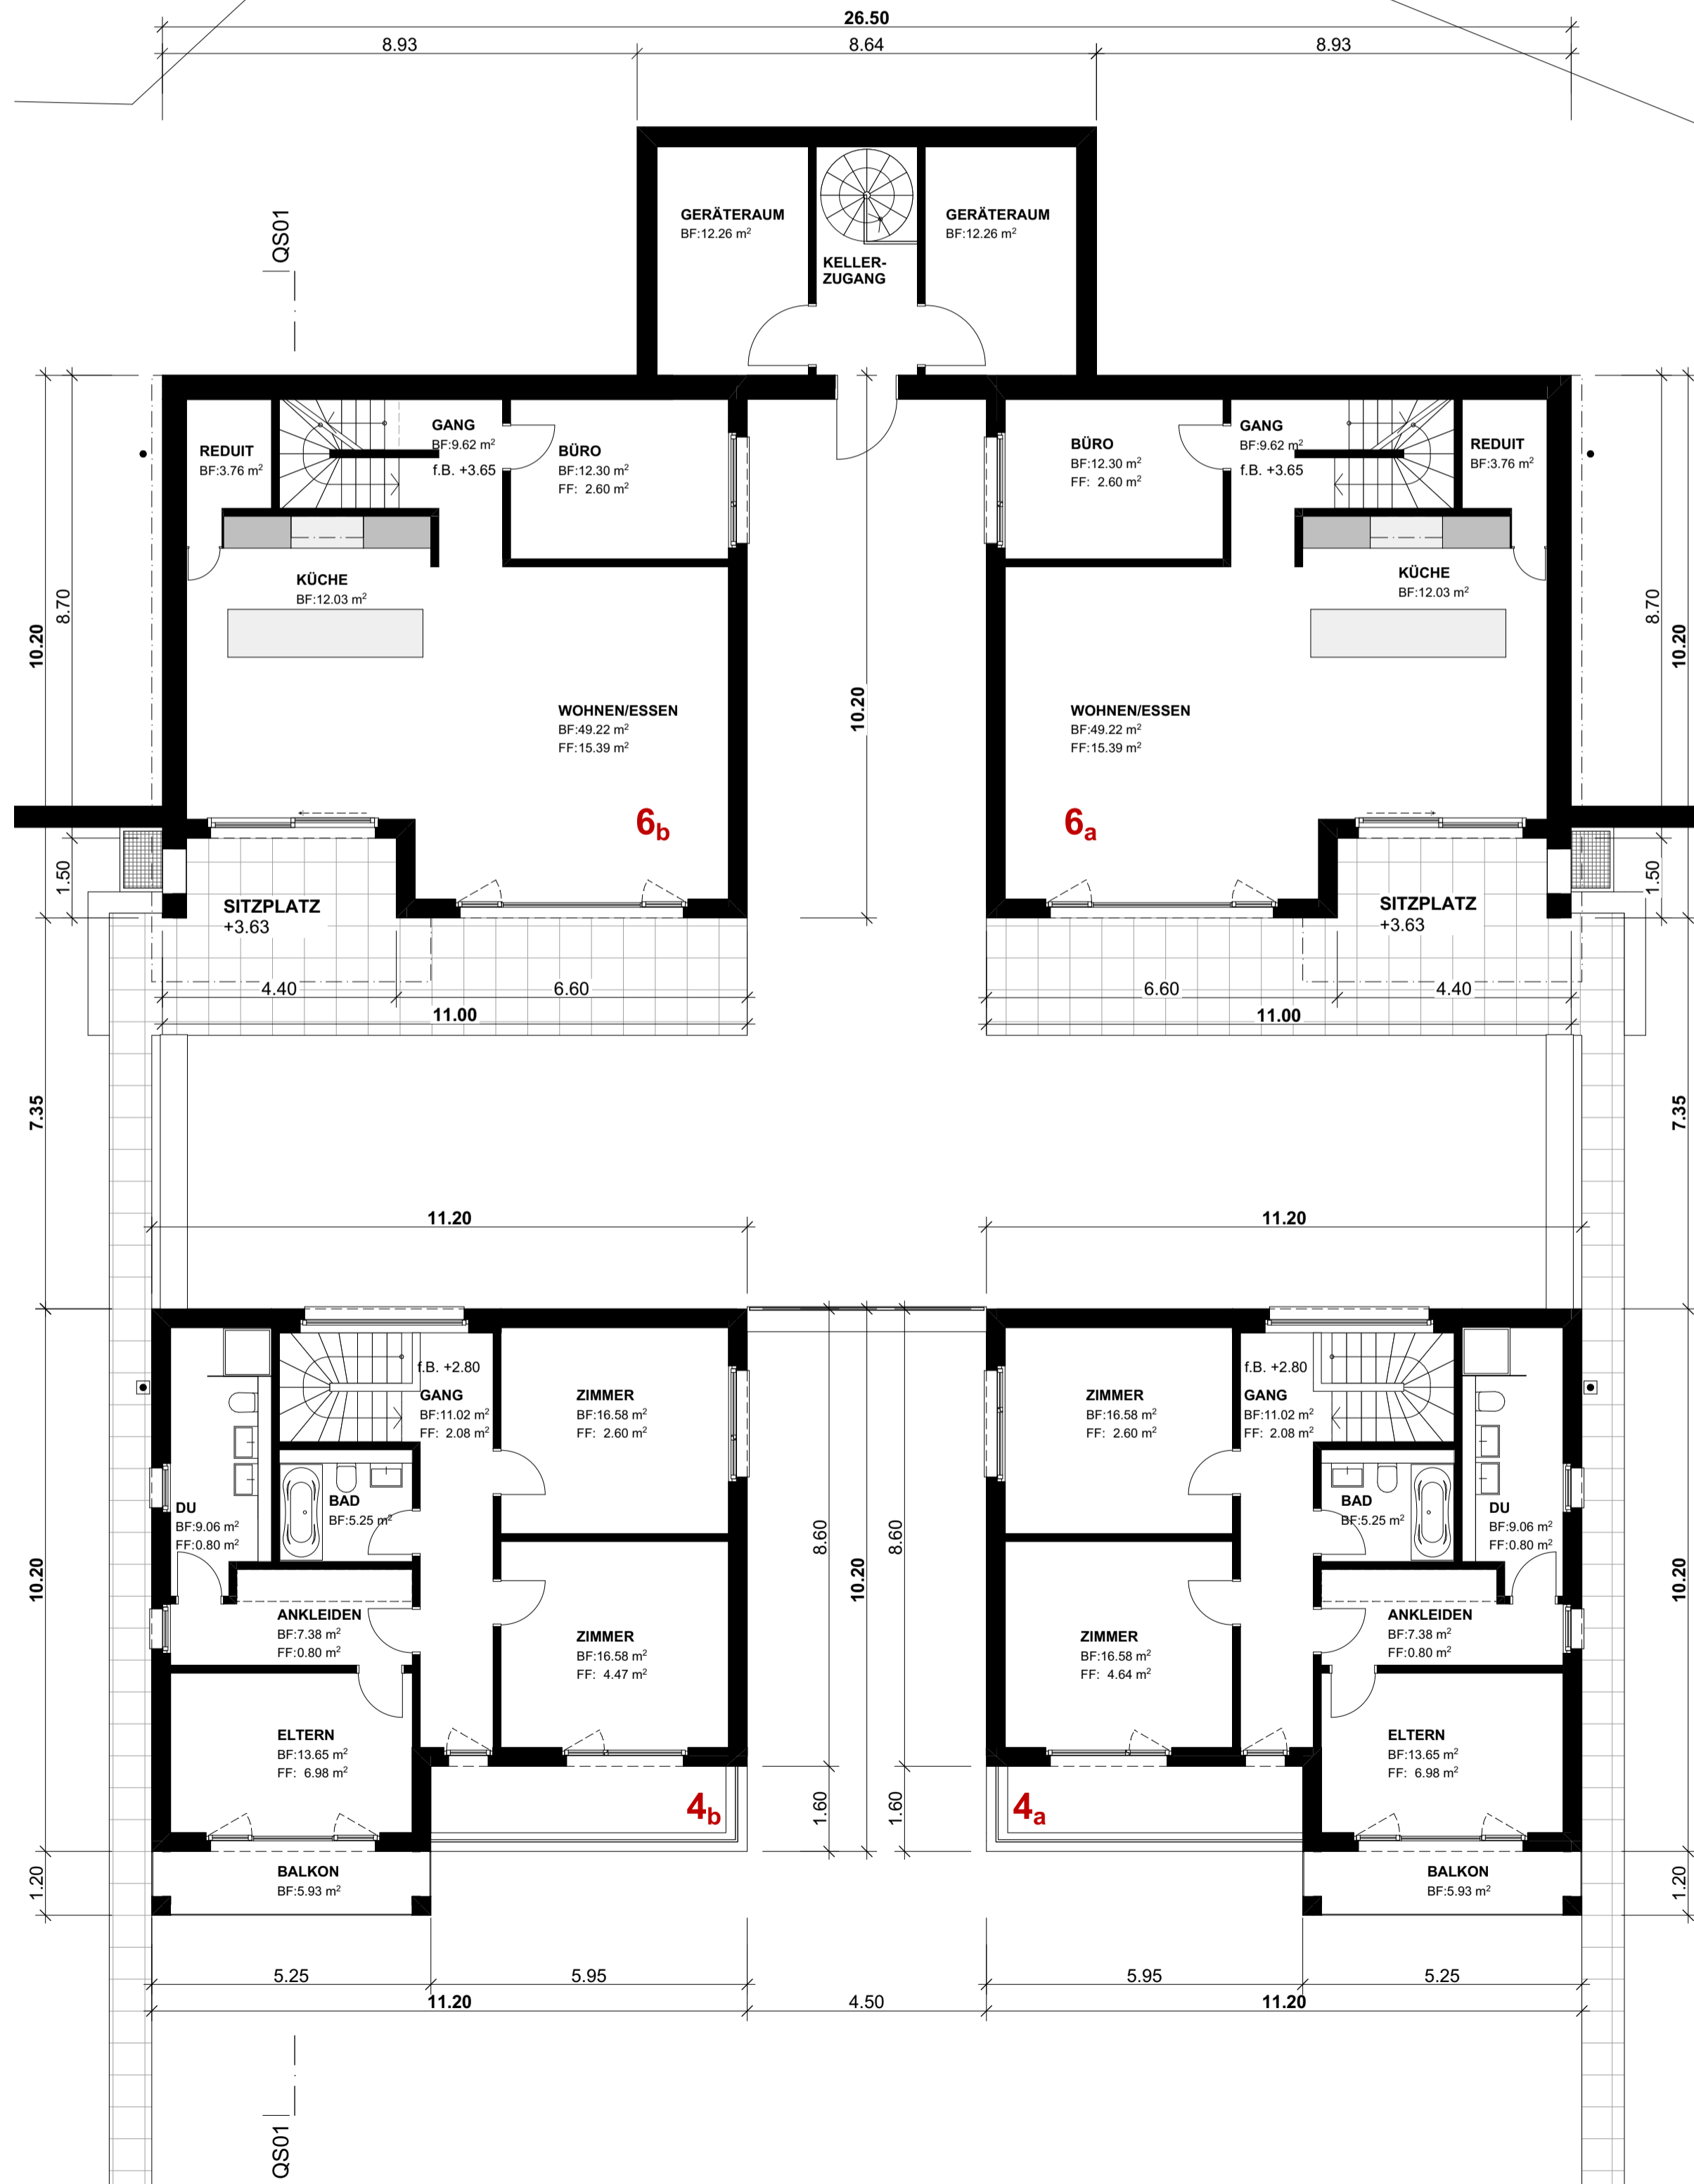 26.50
8.93
8.64
8.93
QS01
GERÄTERAUM
BF:12.26 m²
GERÄTERAUM
BF:12.26 m²
KELLER-
ZUGANG
REDUIT
BF:3.76 m²
GANG
BF:9.62 m²
f.B. +3.65
BÜRO
BF:12.30 m²
FF: 2.60 m²
BÜRO
BF:12.30 m²
FF: 2.60 m²
GANG
BF:9.62 m²
f.B. +3.65
REDUIT
BF:3.76 m²
KÜCHE
BF:12.03 m²
KÜCHE
BF:12.03 m²
10.20
8.70
8.70
10.20
10.20
WOHNEN/ESSEN
BF:49.22 m²
FF:15.39 m²
WOHNEN/ESSEN
BF:49.22 m²
FF:15.39 m²
6b
6a
1.50
1.50
SITZPLATZ
+3.63
SITZPLATZ
+3.63
4.40
6.60
6.60
4.40
11.00
11.00
7.35
7.35
11.20
11.20
f.B. +2.80
GANG
BF:11.02 m²
FF: 2.08 m²
ZIMMER
BF:16.58 m²
FF: 2.60 m²
ZIMMER
BF:16.58 m²
FF: 2.60 m²
f.B. +2.80
GANG
BF:11.02 m²
FF: 2.08 m²
DU
BF:9.06 m²
FF:0.80 m²
BAD
BF:5.25 m²
BAD
BF:5.25 m²
DU
BF:9.06 m²
FF:0.80 m²
10.20
8.60
10.20
8.60
10.20
ANKLEIDEN
BF:7.38 m²
FF:0.80 m²
ZIMMER
BF:16.58 m²
FF: 4.47 m²
ZIMMER
BF:16.58 m²
FF: 4.64 m²
ANKLEIDEN
BF:7.38 m²
FF:0.80 m²
ELTERN
BF:13.65 m²
FF: 6.98 m²
ELTERN
BF:13.65 m²
FF: 6.98 m²
4b
1.60
1.60
4a
1.20
BALKON
BF:5.93 m²
BALKON
BF:5.93 m²
1.20
5.25
5.95
5.95
5.25
11.20
4.50
11.20
QS01